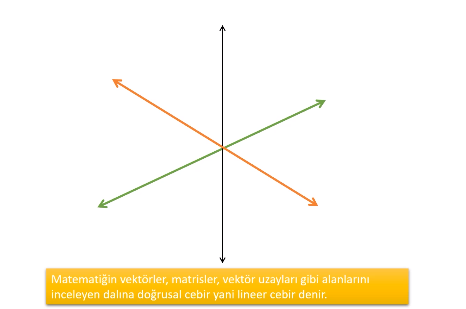 Matematiğin vektörler, matrisler, vektör uzayları gibi alanlarını
inceleyen dalına doğrusal cebir yani lineer cebir denir.